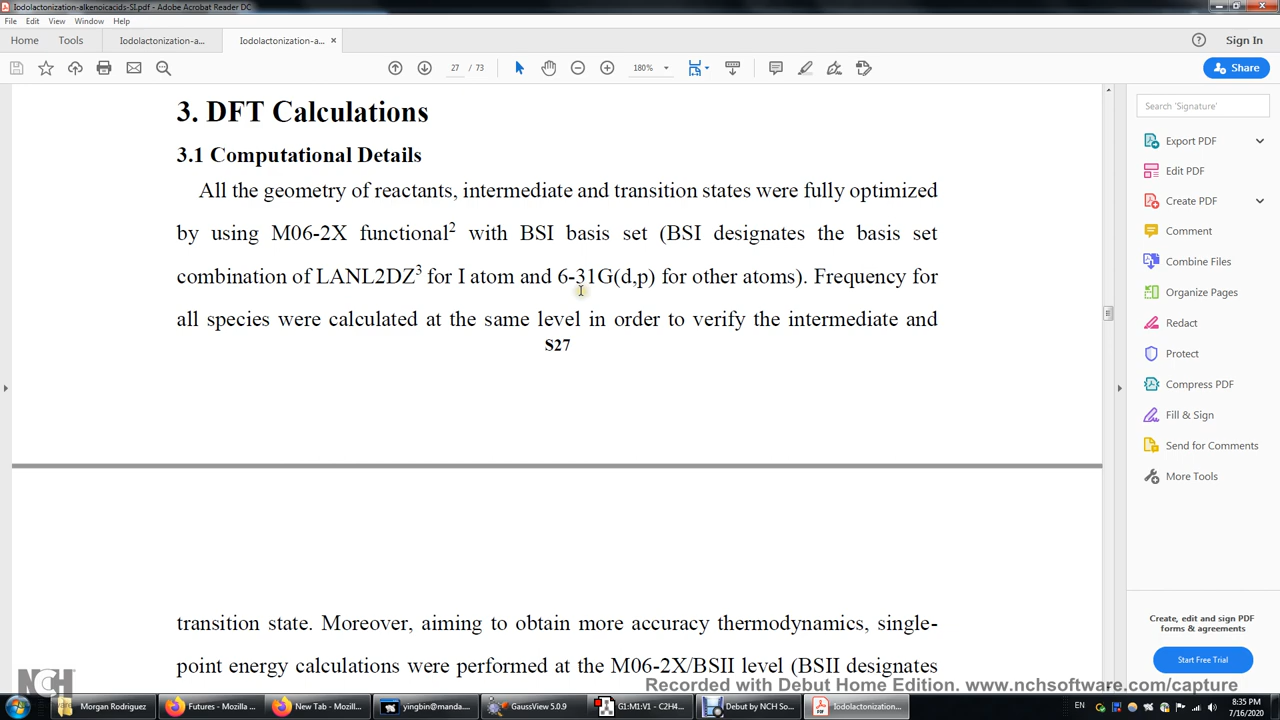 Iodolactonization-alkenoicacids-SI.pdf - Adobe Acrobat Reader DC
File Edit View Window Help
Home Tools Iodolactonization-a... Iodolactonization-a... × Sign In
27 / 73 180% Share
3. DFT Calculations
3.1 Computational Details
All the geometry of reactants, intermediate and transition states were fully optimized
by using M06-2X functional2 with BSI basis set (BSI designates the basis set
combination of LANL2DZ3 for I atom and 6-31G(d,p) for other atoms). Frequency for
all species were calculated at the same level in order to verify the intermediate and
S27
transition state. Moreover, aiming to obtain more accuracy thermodynamics, single-
point energy calculations were performed at the M06-2X/BSII level (BSII designates
Search 'Signature'
Export PDF
Edit PDF
Create PDF
Comment
Combine Files
Organize Pages
Redact
Protect
Compress PDF
Fill & Sign
Send for Comments
More Tools
Create, edit and sign PDF
forms & agreements
Start Free Trial
NCH
Recorded with Debut Home Edition. www.nchsoftware.com/capture
Morgan Rodriguez
Futures - Mozilla ...
New Tab - Mozill...
yingbin@manda...
GaussView 5.0.9
G1:M1:V1 - C2H4...
Debut by NCH So...
Iodolactonization...
EN
8:35 PM
7/16/2020